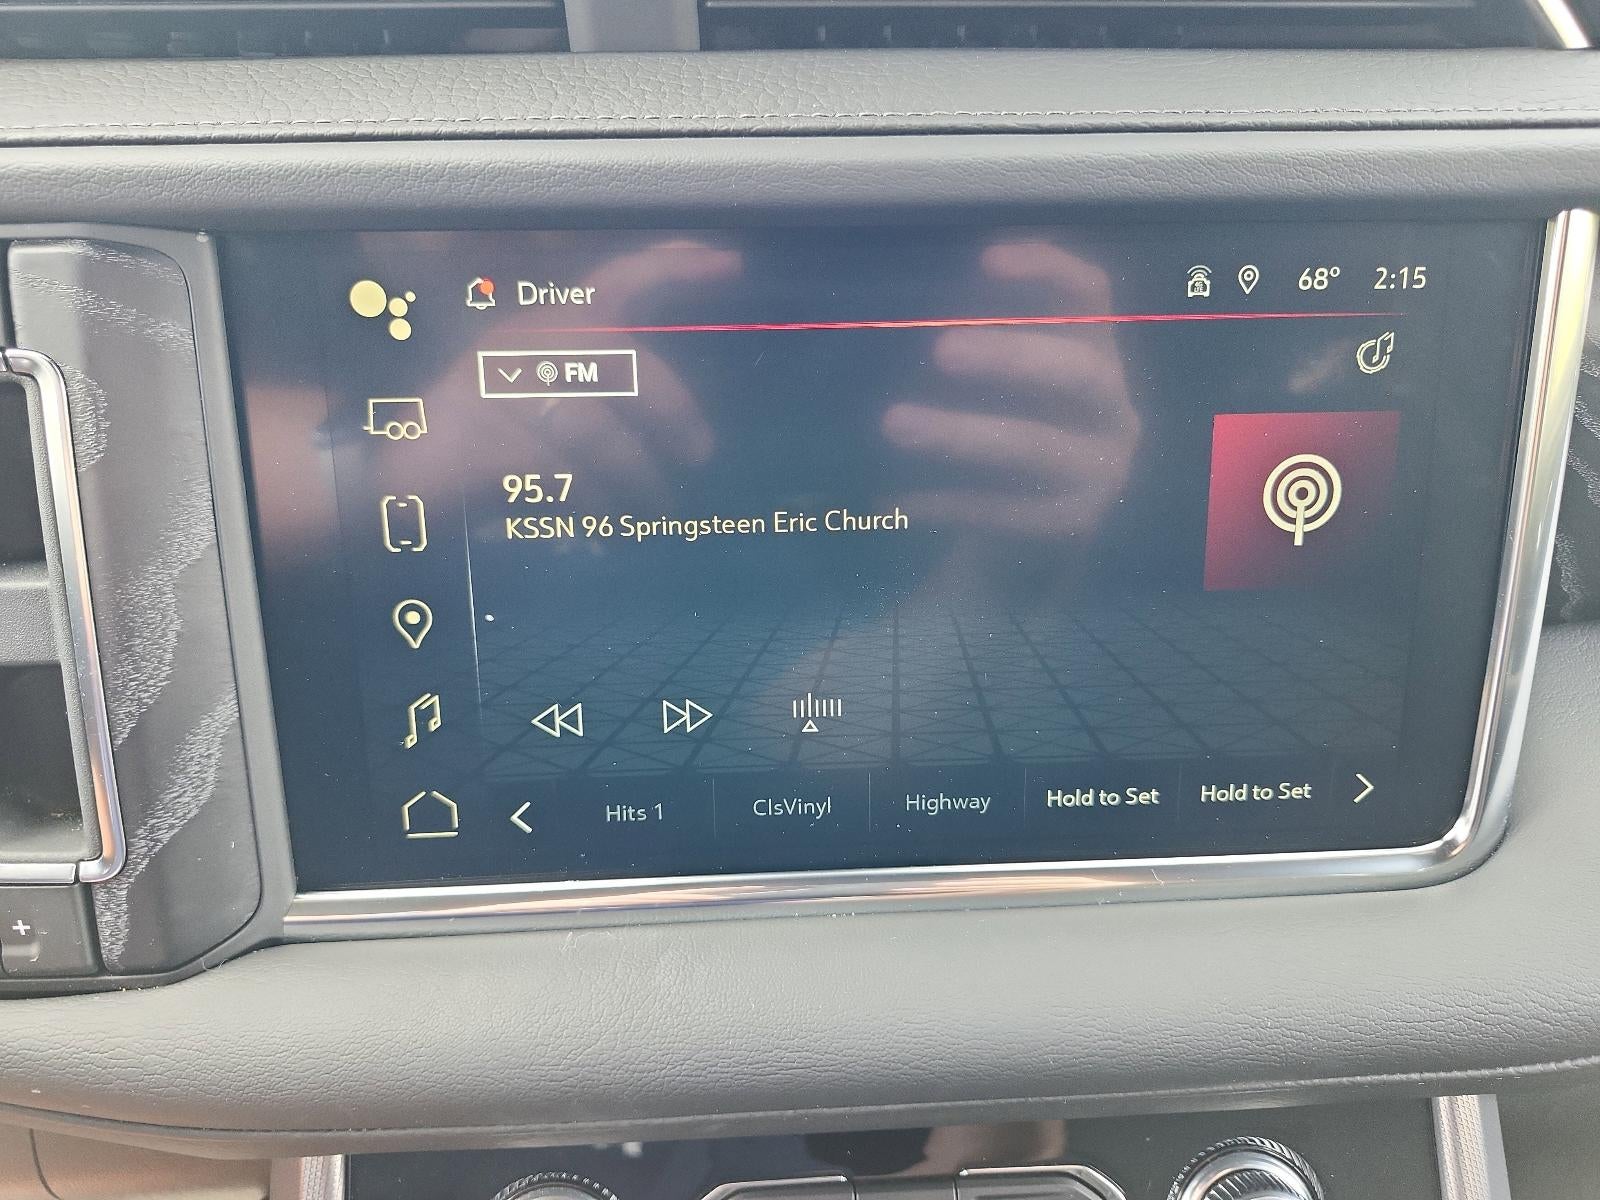 Driver
68° 2:15
FM
95.7
KSSN 96 Springsteen Eric Church
Hits 1
ClsVinyl
Highway
Hold to Set
Hold to Set
+